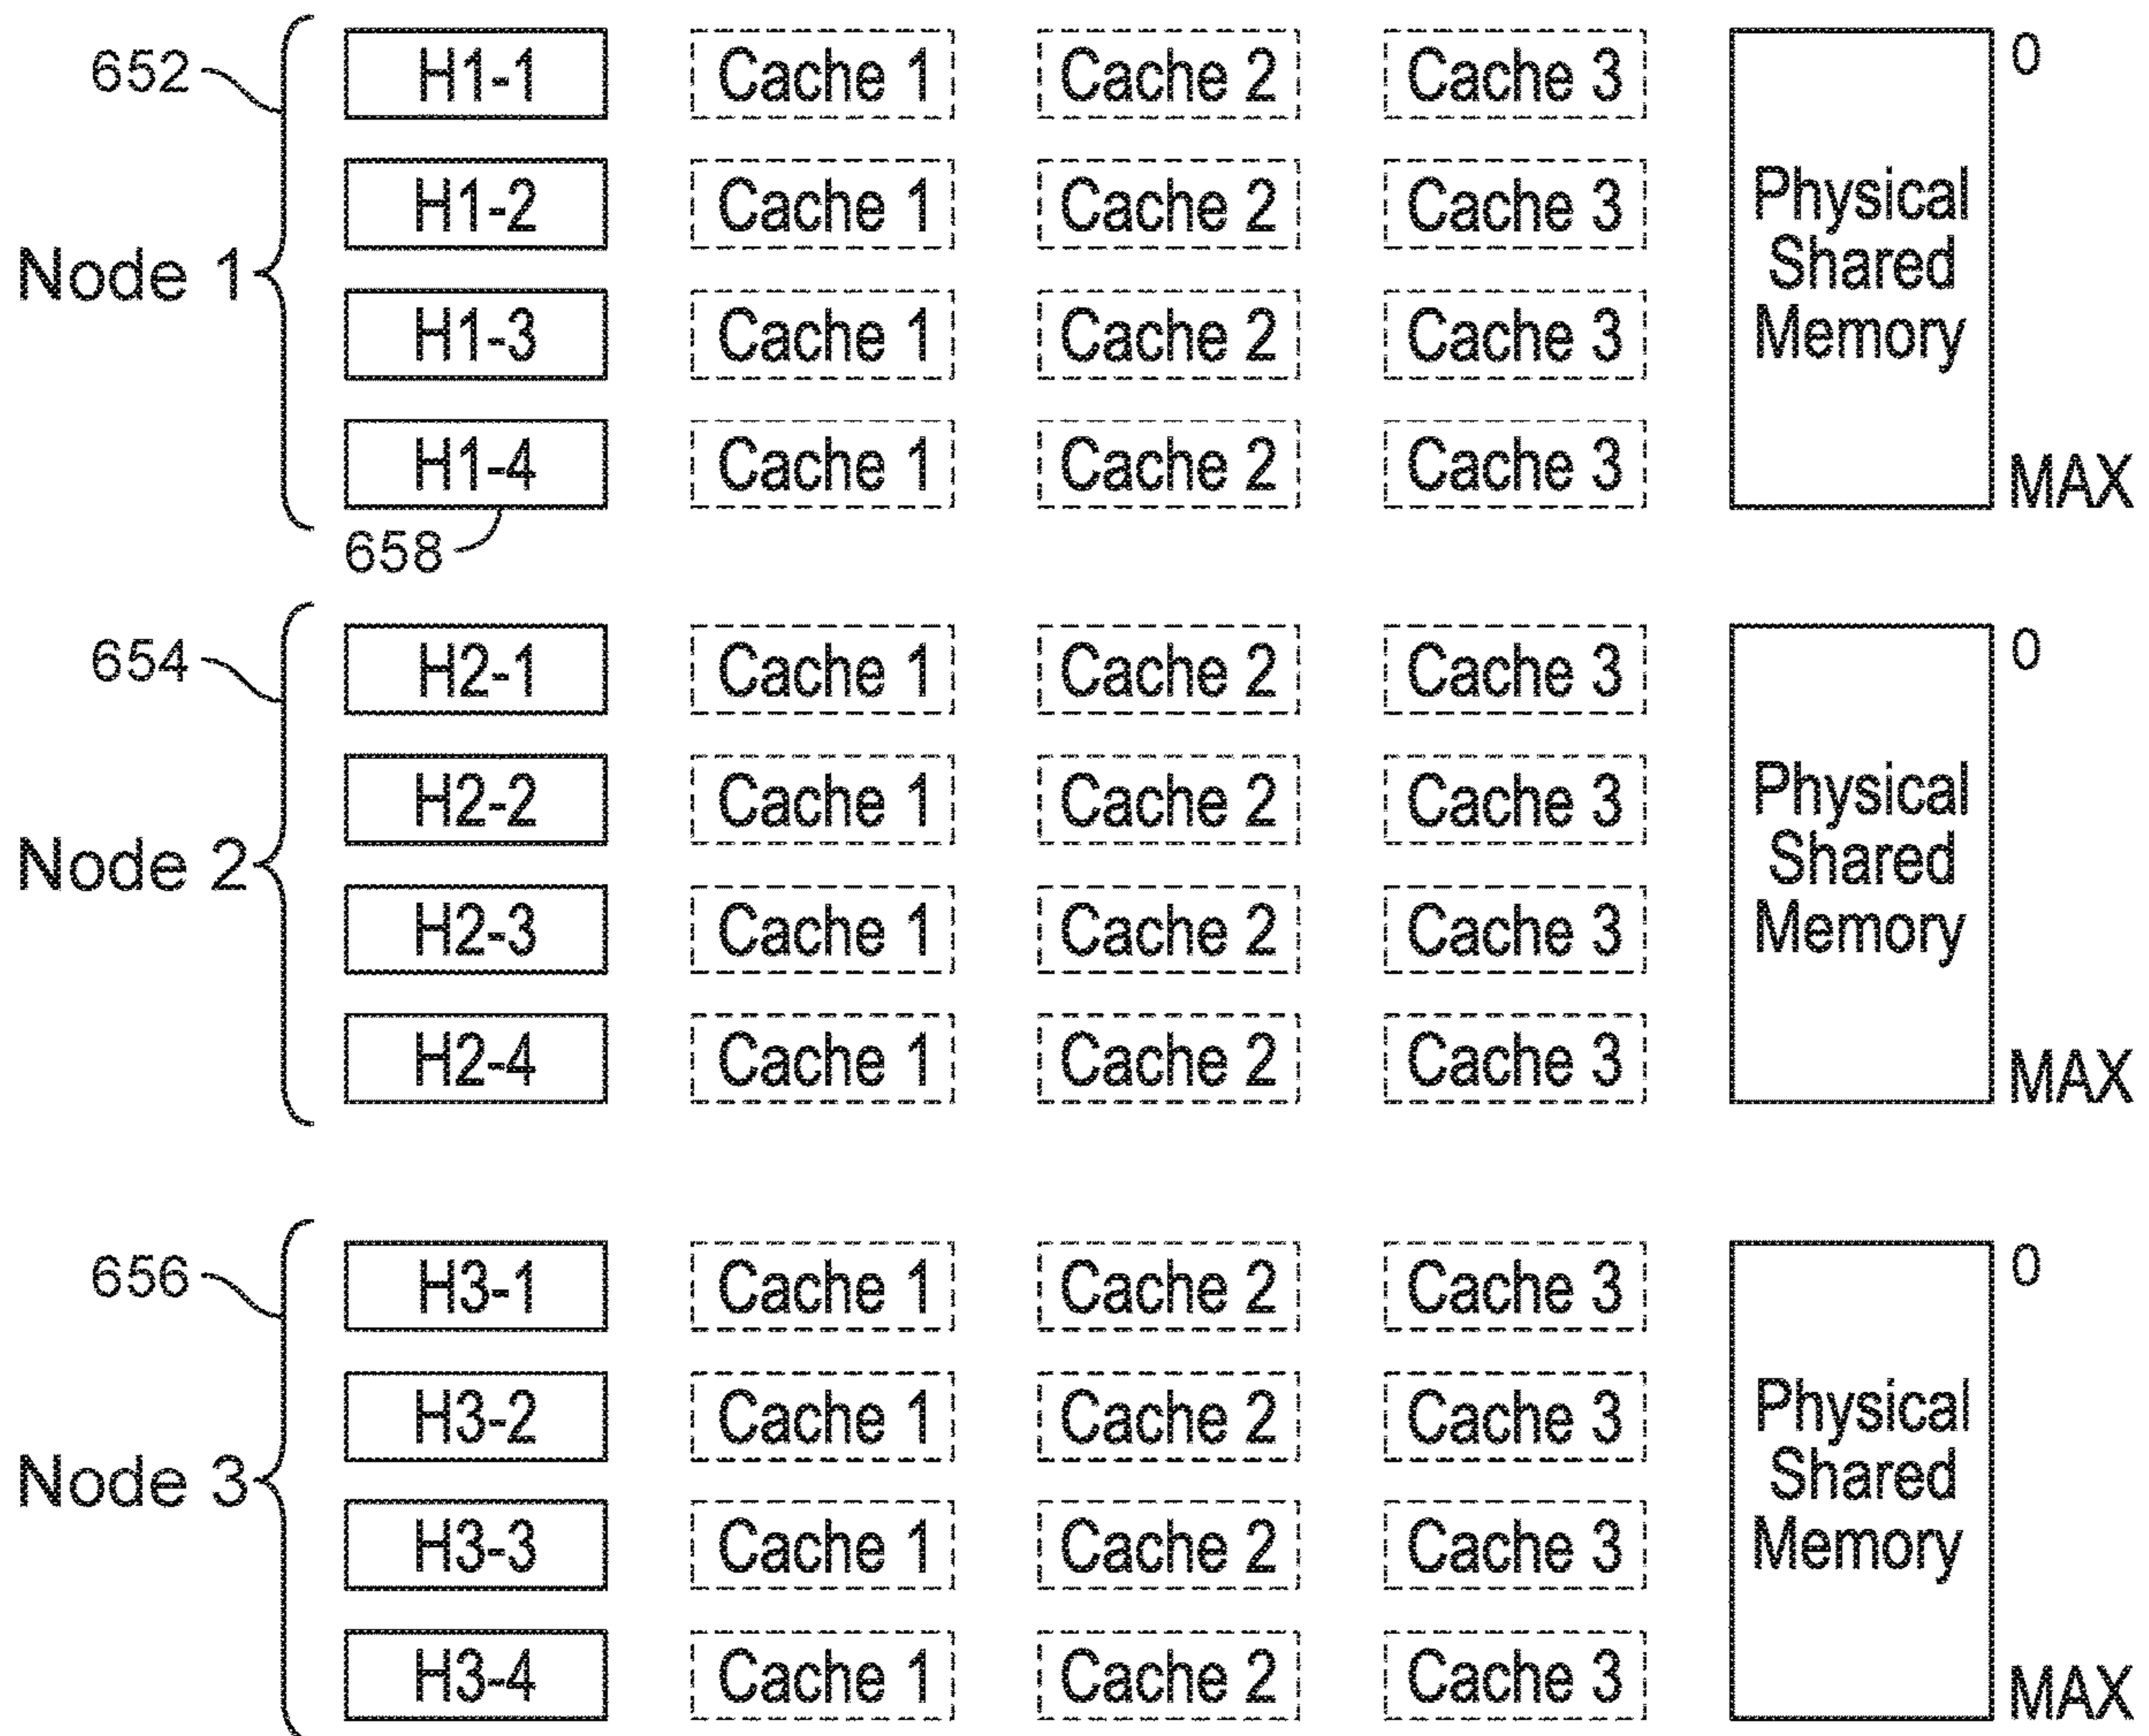 652
H1-1 Cache 1 Cache 2 Cache 3
0
H1-2 Cache 1 Cache 2 Cache 3
Physical
Shared
Memory
Node 1
H1-3 Cache 1 Cache 2 Cache 3
H1-4 Cache 1 Cache 2 Cache 3
MAX
658
654
H2-1 Cache 1 Cache 2 Cache 3
0
H2-2 Cache 1 Cache 2 Cache 3
Physical
Shared
Memory
Node 2
H2-3 Cache 1 Cache 2 Cache 3
H2-4 Cache 1 Cache 2 Cache 3
MAX
656
H3-1 Cache 1 Cache 2 Cache 3
0
H3-2 Cache 1 Cache 2 Cache 3
Physical
Shared
Memory
Node 3
H3-3 Cache 1 Cache 2 Cache 3
H3-4 Cache 1 Cache 2 Cache 3
MAX